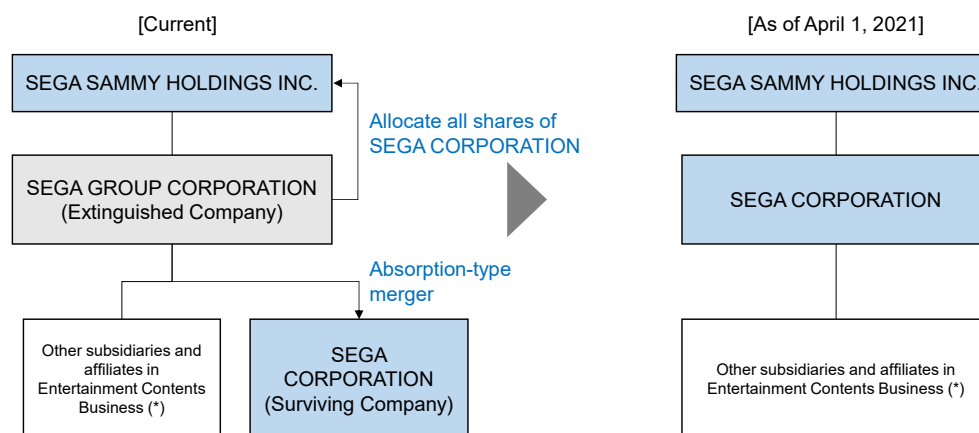 [Current]
SEGA SAMMY HOLDINGS INC.
Allocate all shares of
SEGA CORPORATION
SEGA GROUP CORPORATION
(Extinguished Company)
Absorption-type
merger
Other subsidiaries and
affiliates in
Entertainment Contents
Business (*)
SEGA
CORPORATION
(Surviving Company)
[As of April 1, 2021]
SEGA SAMMY HOLDINGS INC.
SEGA CORPORATION
Other subsidiaries and affiliates in
Entertainment Contents Business (*)